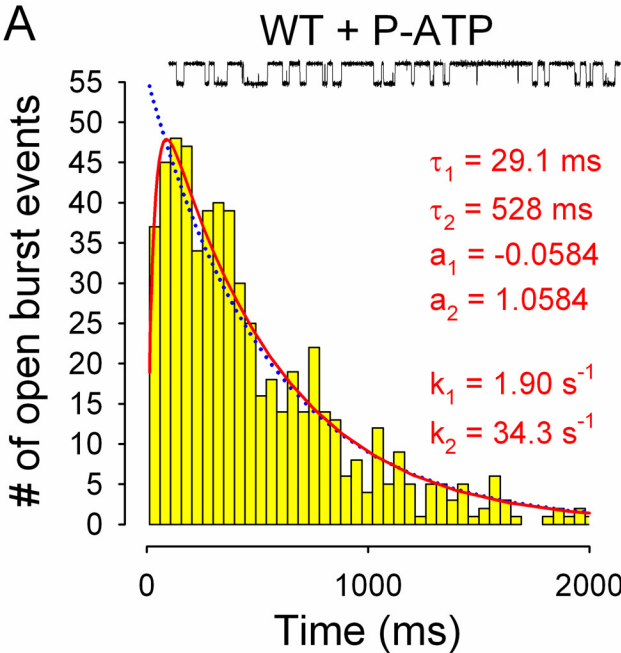 A
WT + P-ATP
# of open burst events
55
50
45
40
35
30
25
20
15
10
5
0
τ₁ = 29.1 ms
τ₂ = 528 ms
a₁ = -0.0584
a₂ = 1.0584
k₁ = 1.90 s⁻¹
k₂ = 34.3 s⁻¹
0 1000 2000
Time (ms)